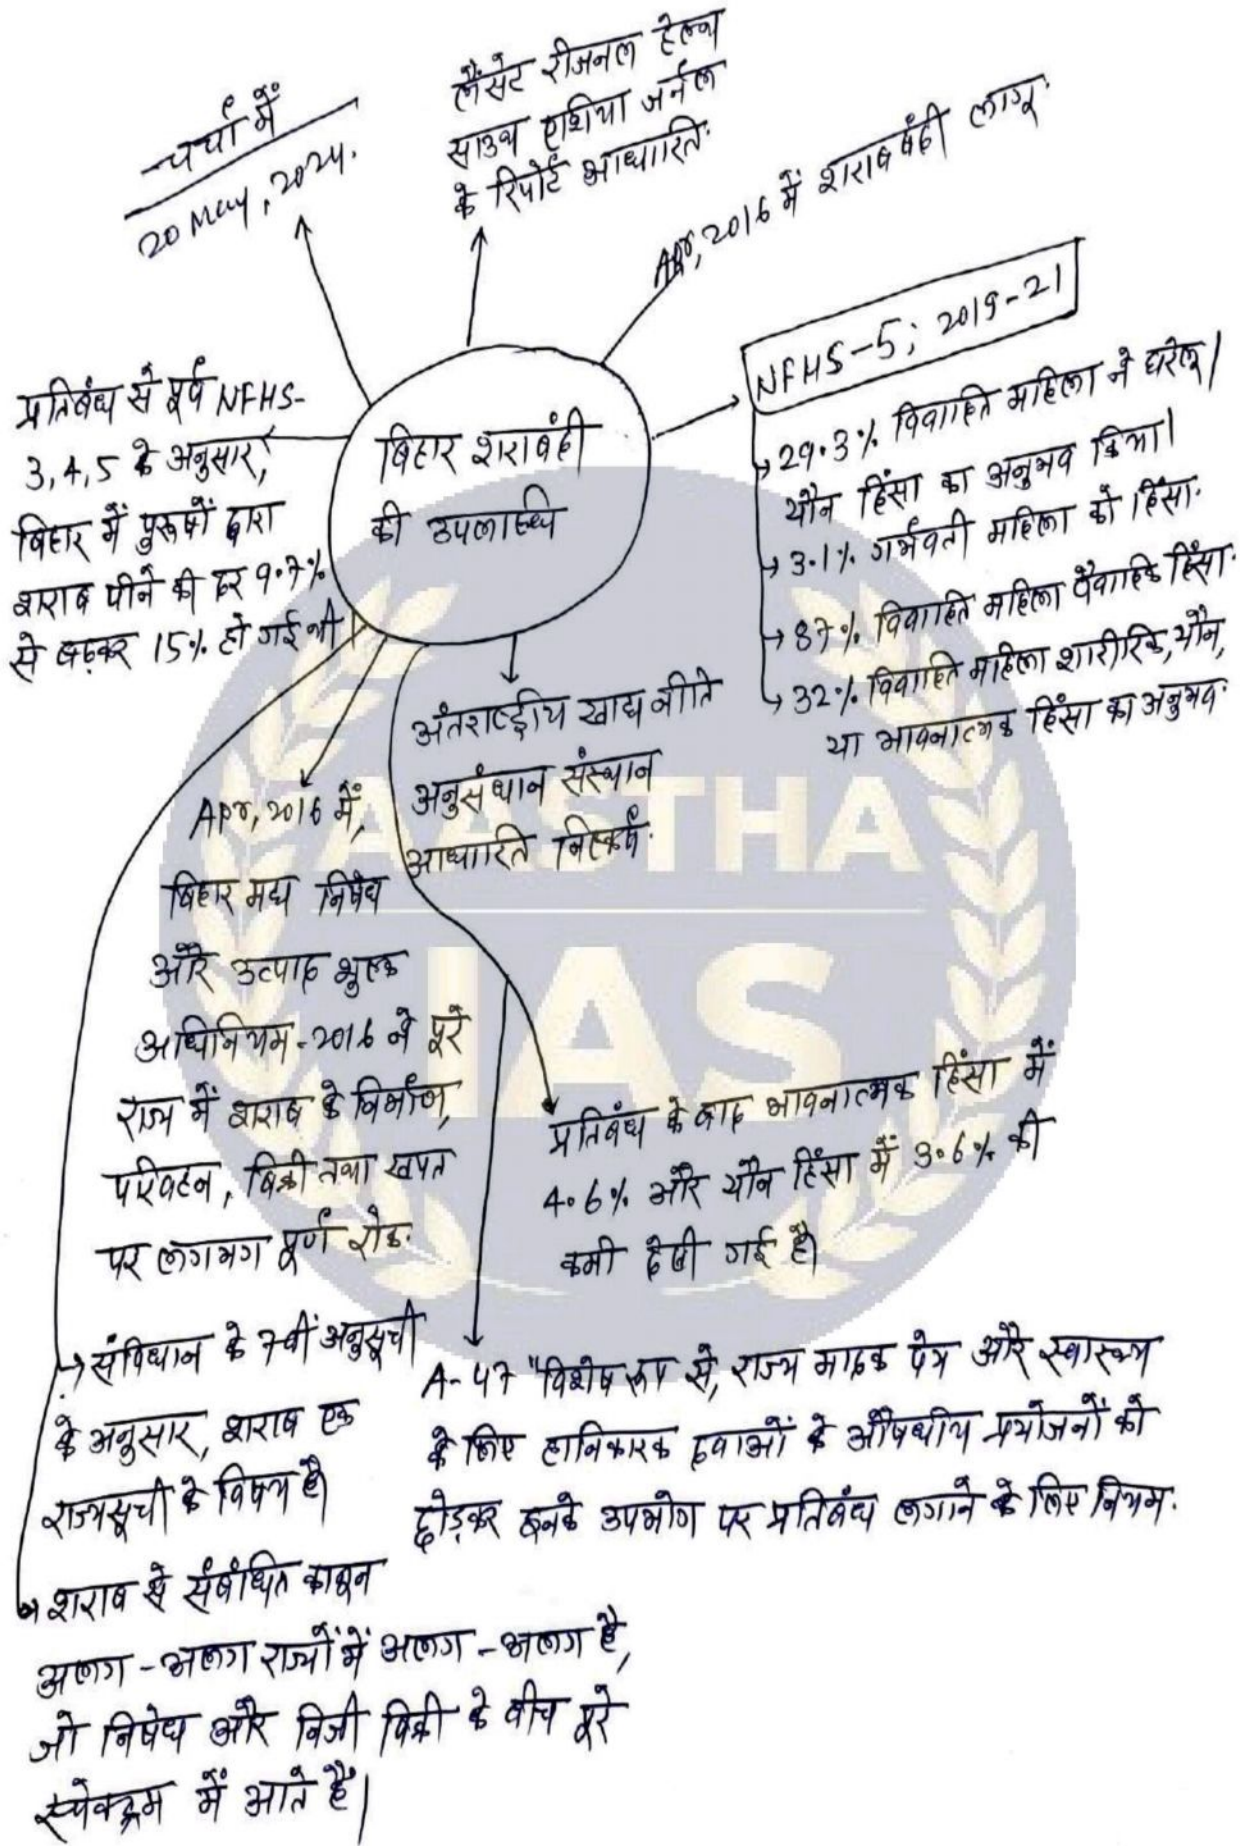 चर्चा में
20 May, 2024.
लैंसेट रीजनल हेल्थ
साउथ एशिया जर्नल
के रिपोर्ट आधारित.
Apr, 2016 में शराबबंदी लागू.
NFHS-5; 2019-21
→ 29.3% विवाहित महिला ने घरेलू।
यौन हिंसा का अनुभव किया।
→ 3.1% गर्भवती महिला को हिंसा.
→ 87% विवाहित महिला वैवाहिक हिंसा.
→ 32% विवाहित महिला शारीरिक, यौन,
या भावनात्मक हिंसा का अनुभव.
प्रतिबंध से पूर्व NFHS-
3, 4, 5 के अनुसार,
बिहार में पुरुषों द्वारा
शराब पीने की दर 9.7%
से बढ़कर 15% हो गई थी।
बिहार शराबंदी
की उपलब्धि
अंतराष्ट्रीय खाद्य नीति
अनुसंधान संस्थान
आधारित निष्कर्ष.
Apr, 2016 में,
बिहार मद्य निषेध
और उत्पाद शुल्क
अधिनियम-2016 ने पूरे
राज्य में शराब के निर्माण,
परिवहन, बिक्री तथा खपत
पर लगभग पूर्ण रोक.
प्रतिबंध के बाद भावनात्मक हिंसा में
4.6% और यौन हिंसा में 3.6% की
कमी देखी गई है।
→ संविधान के 7वीं अनुसूची
के अनुसार, शराब एक
राज्यसूची के विषय है।
A-47 "विशेष रूप से, राज्य मादक पेय और स्वास्थ्य
के लिए हानिकारक दवाओं के औषधीय प्रयोजनों को
छोड़कर इनके उपभोग पर प्रतिबंध लगाने के लिए नियम.
→ शराब से संबंधित कानून
अलग-अलग राज्यों में अलग-अलग है,
जो निषेध और निजी बिक्री के बीच पूरे
स्पेक्ट्रम में आते हैं।
AASTHA
IAS